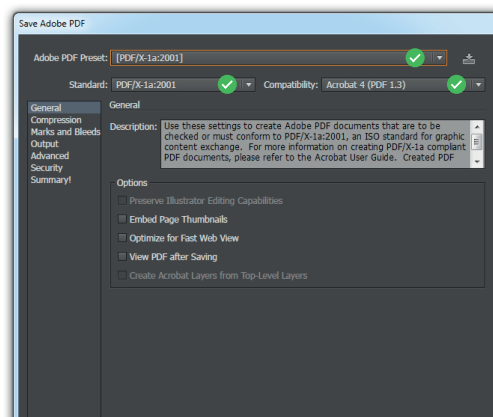 Save Adobe PDF
Adobe PDF Preset: [PDF/X-1a:2001]
Standard: PDF/X-1a:2001 Compatibility: Acrobat 4 (PDF 1.3)
General
Compression
Marks and Bleeds
Output
Advanced
Security
Summary!
General
Description: Use these settings to create Adobe PDF documents that are to be
checked or must conform to PDF/X-1a:2001, an ISO standard for graphic
content exchange. For more information on creating PDF/X-1a compliant
PDF documents, please refer to the Acrobat User Guide. Created PDF
Options
Preserve Illustrator Editing Capabilities
Embed Page Thumbnails
Optimize for Fast Web View
View PDF after Saving
Create Acrobat Layers from Top-Level Layers